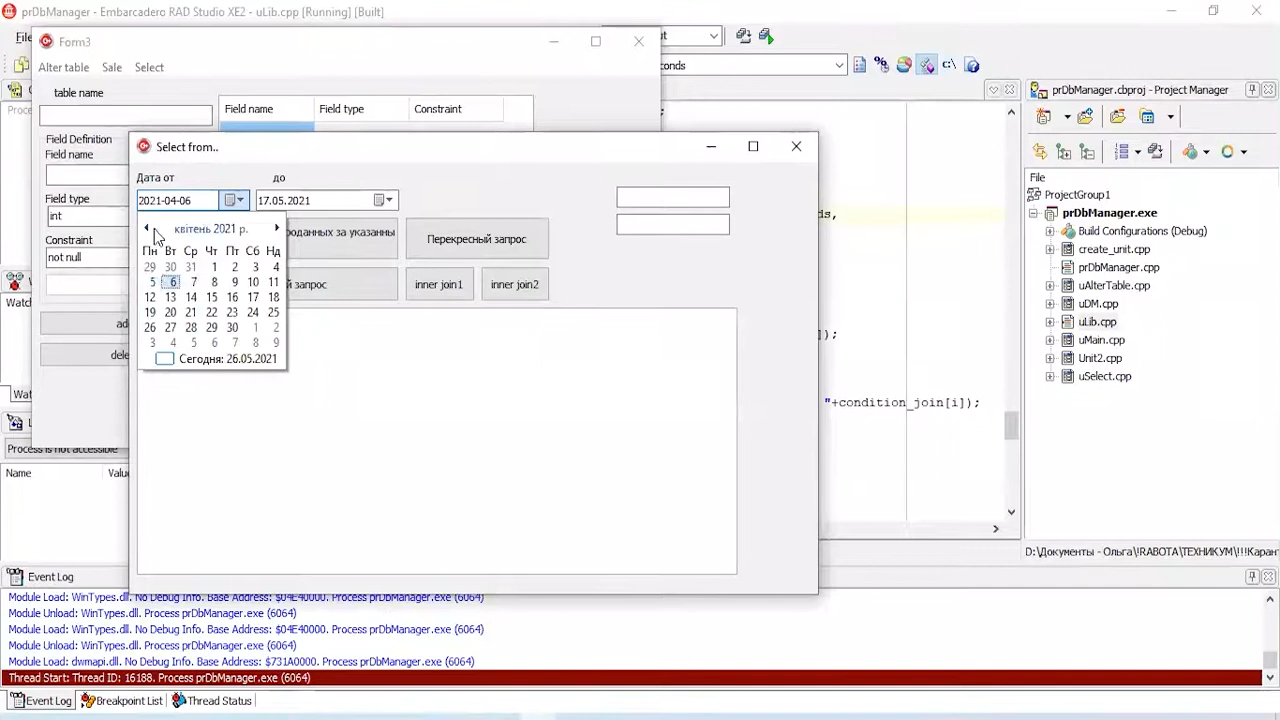 prDbManager - Embarcadero RAD Studio XE2 - uLib.cpp [Running] [Built]
Form3
Alter table Sale Select
table name
Field name Field type Constraint
Field Definition
Field name
Field type
int
Constraint
not null
Select from..
Дата от до
2021-04-06 17.05.2021
квітень 2021 р.
Пн Вт Ср Чт Пт Сб Нд
29 30 31 1 2 3 4
5 6 7 8 9 10 11
12 13 14 15 16 17 18
19 20 21 22 23 24 25
26 27 28 29 30 1 2
3 4 5 6 7 8 9
Сегодня: 26.05.2021
Перекресный запрос
inner join1 inner join2
"+condition_join[i]);
Process is not accessible
Name
prDbManager.cbproj - Project Manager
File
ProjectGroup1
prDbManager.exe
Build Configurations (Debug)
create_unit.cpp
prDbManager.cpp
uAlterTable.cpp
uDM.cpp
uLib.cpp
uMain.cpp
Unit2.cpp
uSelect.cpp
Event Log
Module Load: WinTypes.dll. No Debug Info. Base Address: $04E40000. Process prDbManager.exe (6064)
Module Unload: WinTypes.dll. Process prDbManager.exe (6064)
Module Load: WinTypes.dll. No Debug Info. Base Address: $04E40000. Process prDbManager.exe (6064)
Module Unload: WinTypes.dll. Process prDbManager.exe (6064)
Module Load: dwmapi.dll. No Debug Info. Base Address: $731A0000. Process prDbManager.exe (6064)
Thread Start: Thread ID: 16188. Process prDbManager.exe (6064)
Event Log Breakpoint List Thread Status